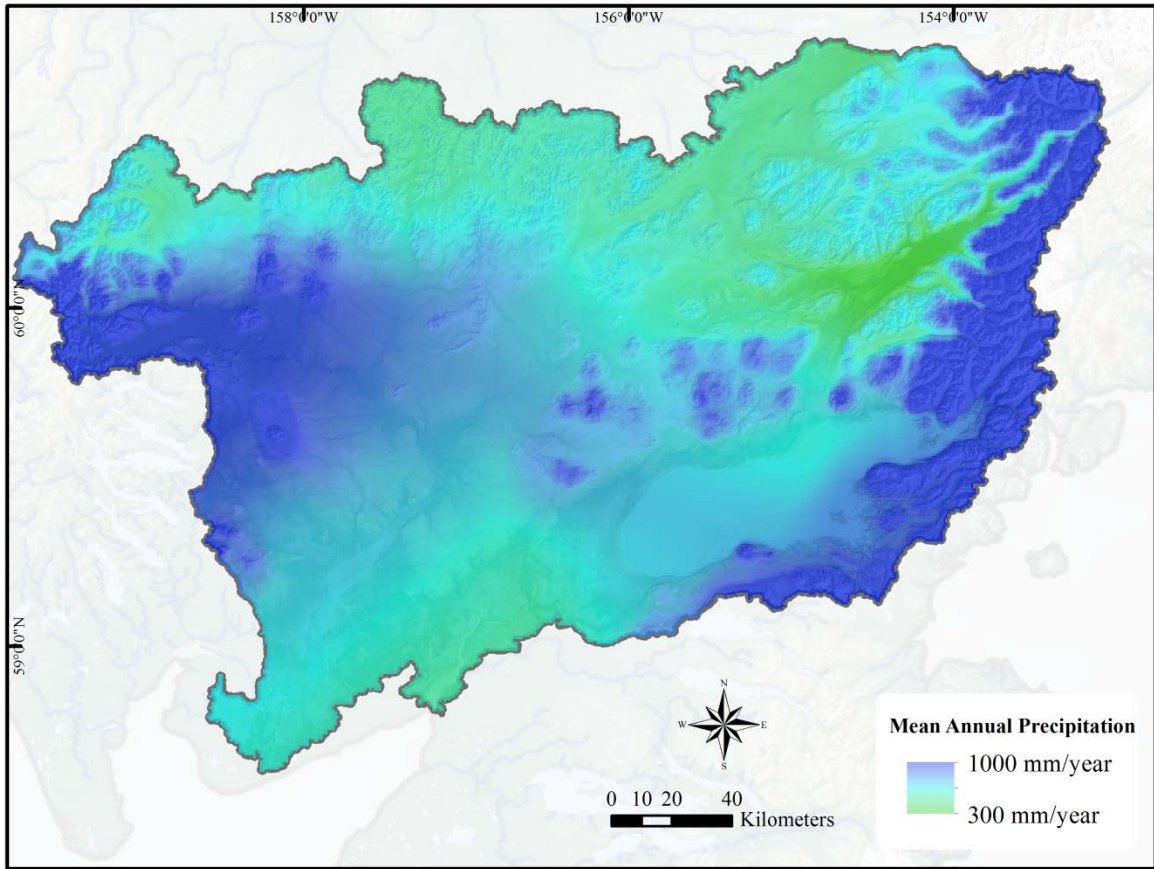 158°0'0"W 156°0'0"W 154°0'0"W
60°0'0"N
59°0'0"N
N
W E
S
0 10 20 40
Kilometers
Mean Annual Precipitation
1000 mm/year
300 mm/year